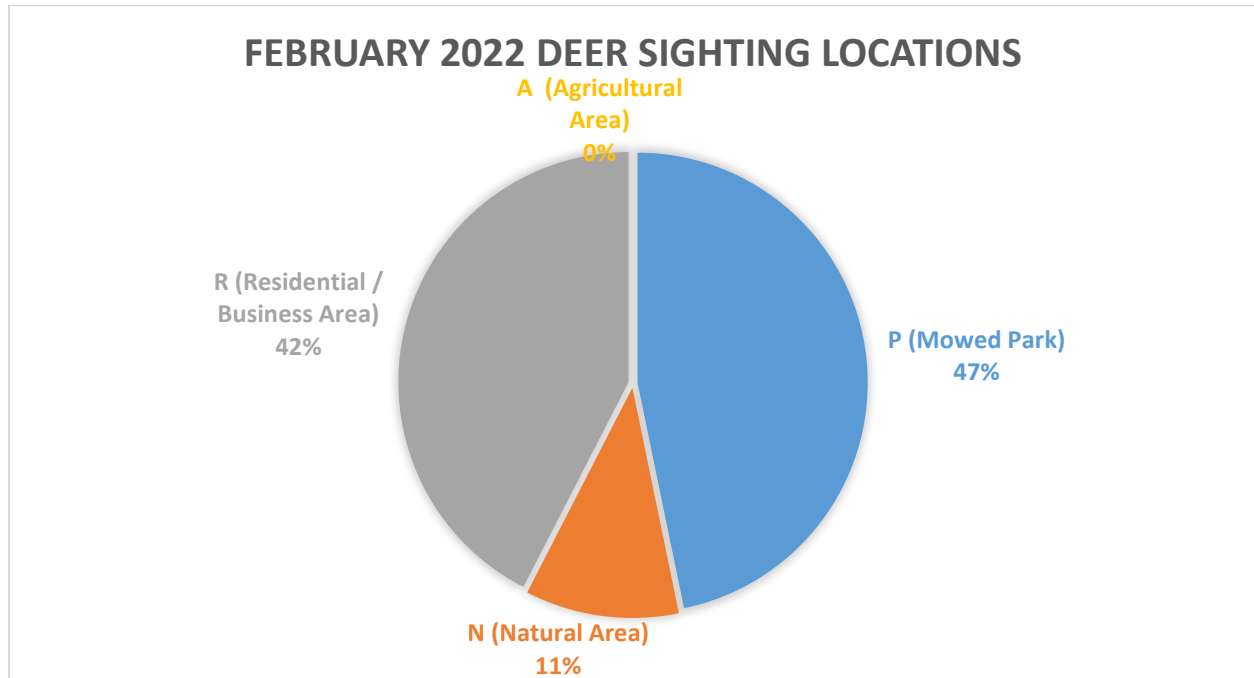 FEBRUARY 2022 DEER SIGHTING LOCATIONS
A (Agricultural
Area)
0%
R (Residential /
Business Area)
42%
P (Mowed Park)
47%
N (Natural Area)
11%